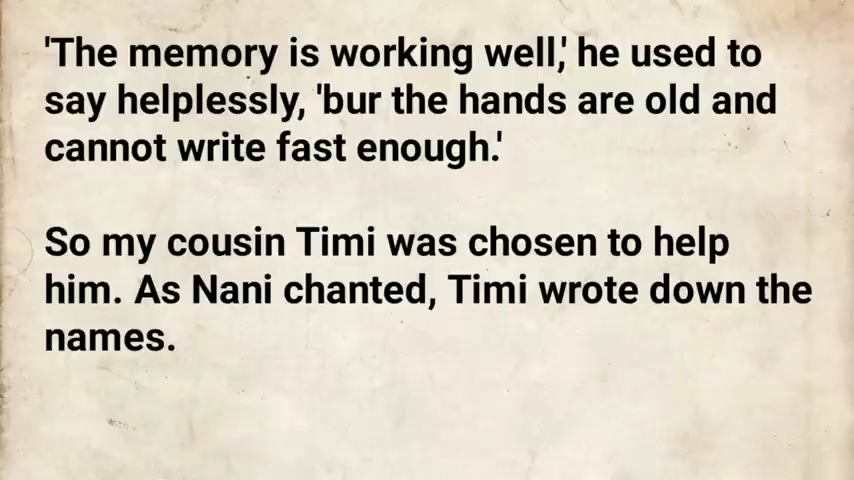 'The memory is working well,' he used to
say helplessly, 'bur the hands are old and
cannot write fast enough.'
So my cousin Timi was chosen to help
him. As Nani chanted, Timi wrote down the
names.